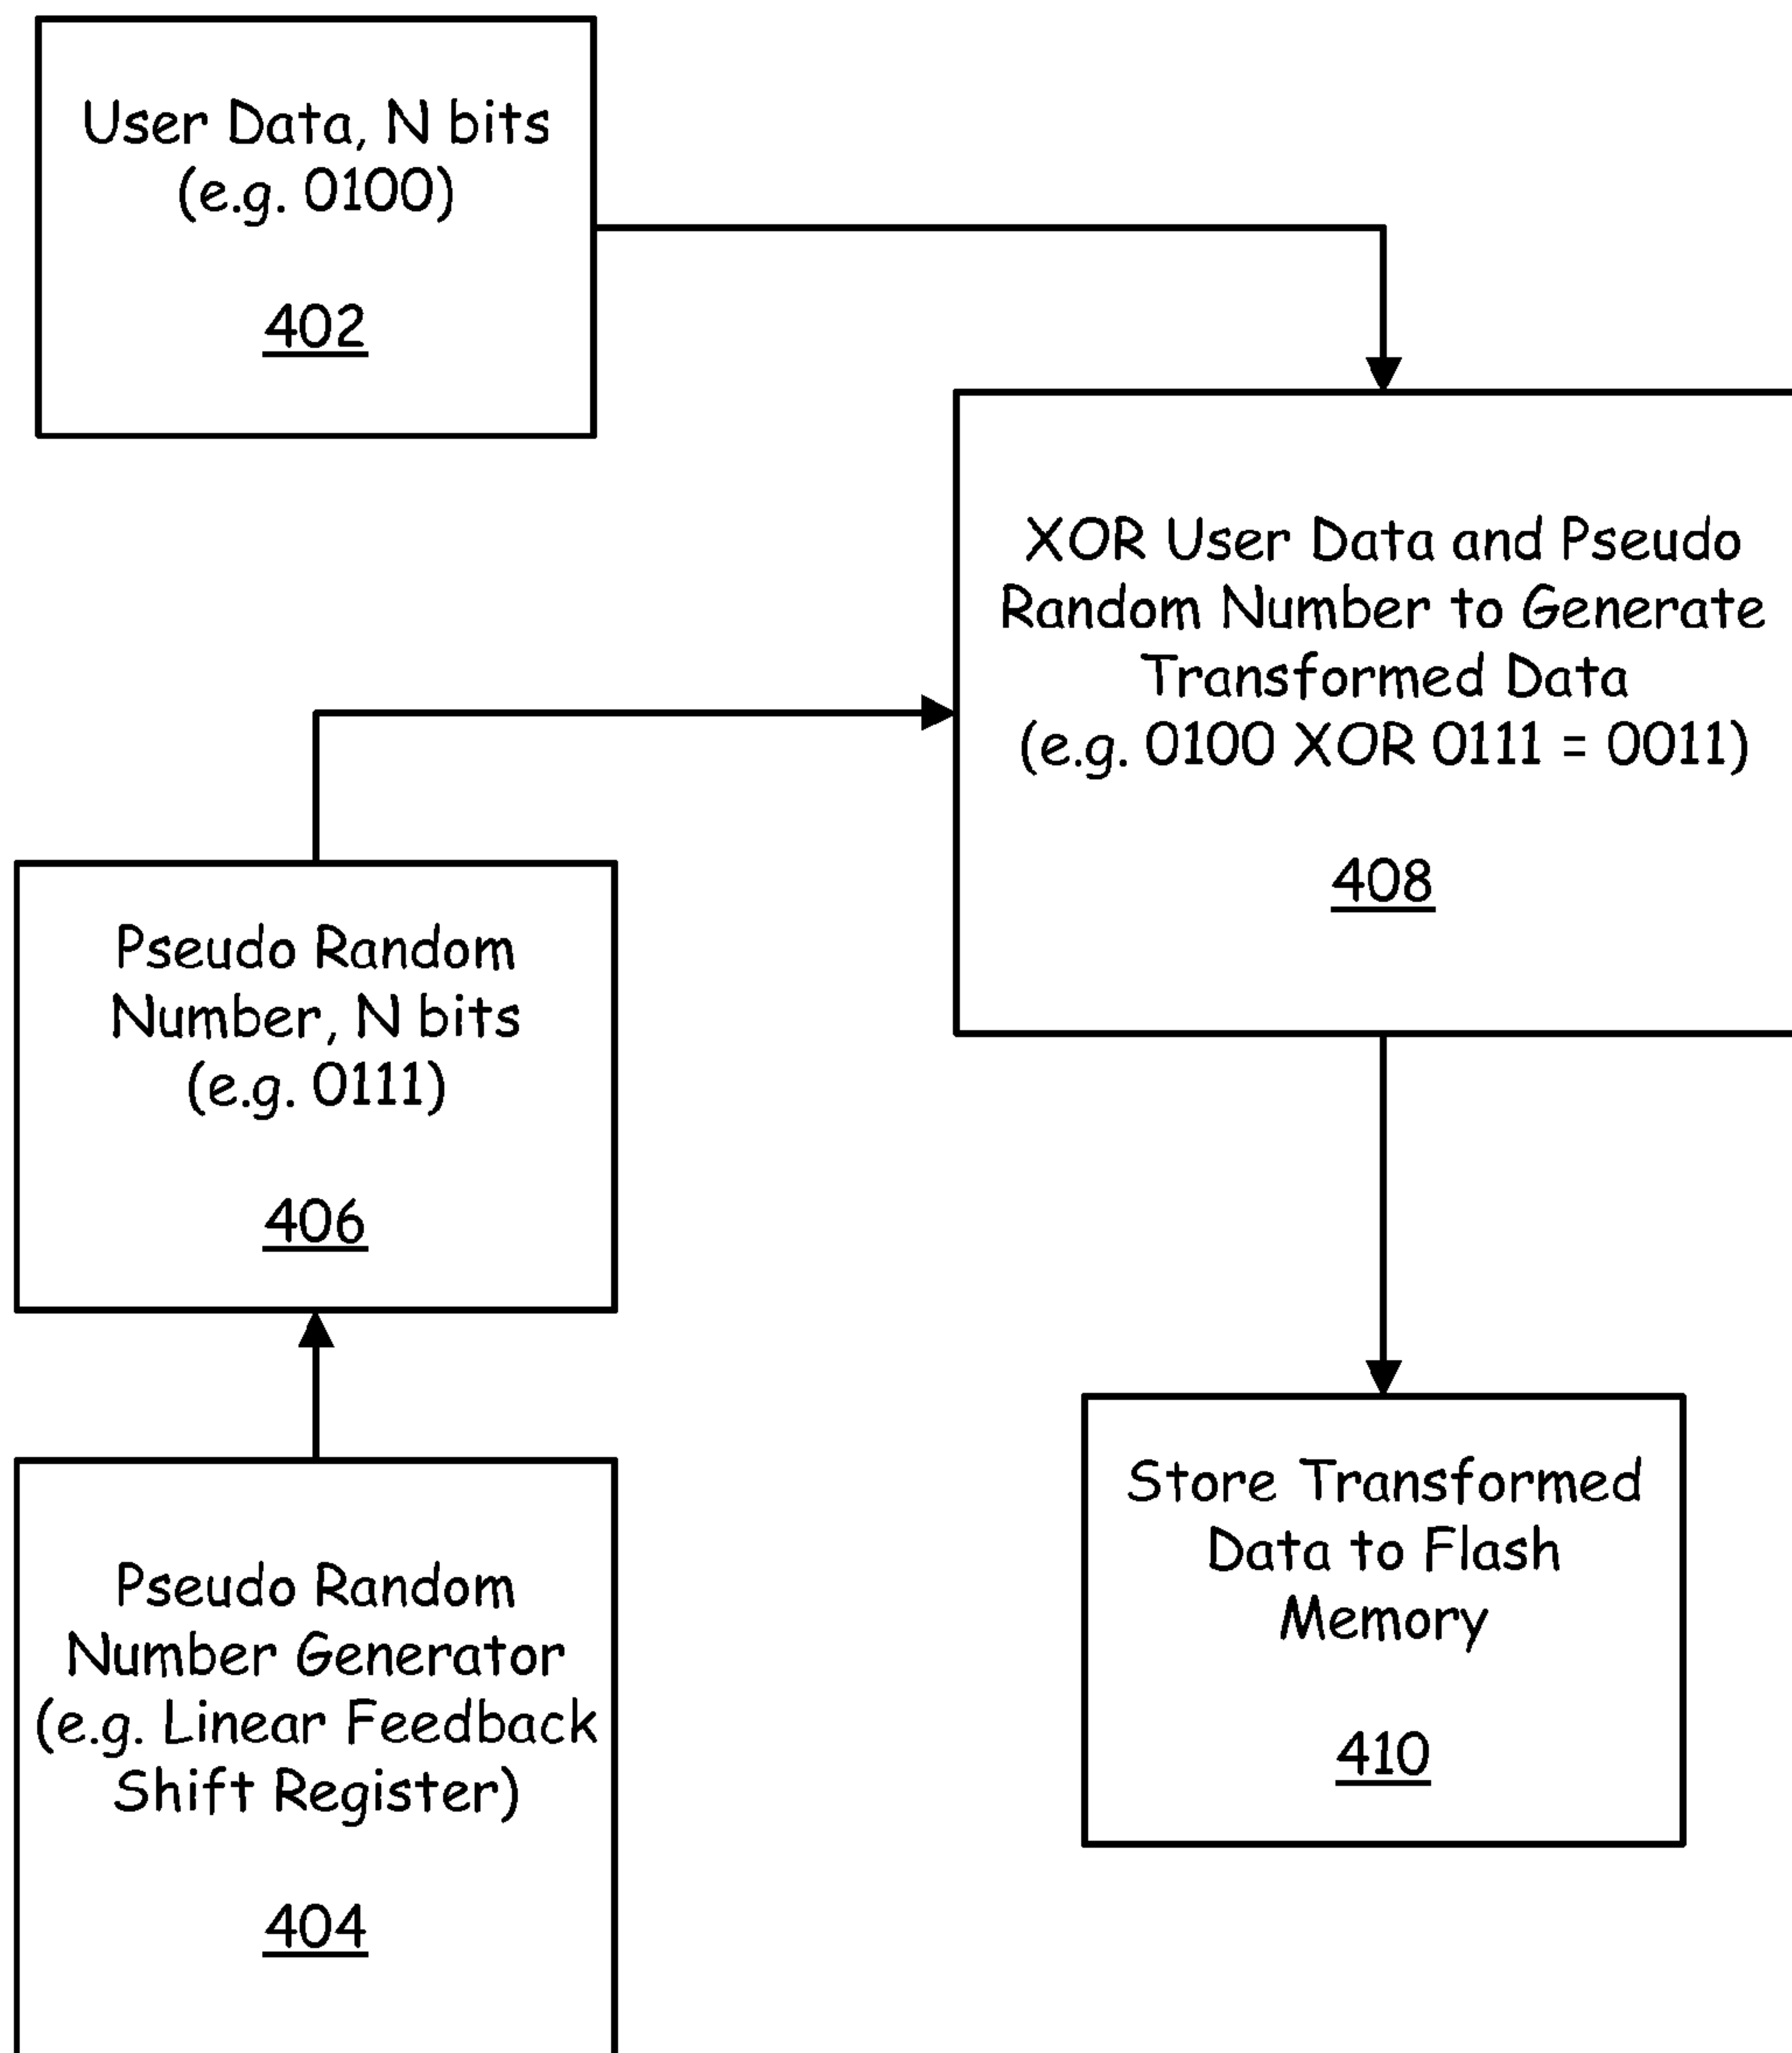 User Data, N bits
(e.g. 0100)
402
XOR User Data and Pseudo
Random Number to Generate
Transformed Data
(e.g. 0100 XOR 0111 = 0011)
408
Pseudo Random
Number, N bits
(e.g. 0111)
406
Pseudo Random
Number Generator
(e.g. Linear Feedback
Shift Register)
404
Store Transformed
Data to Flash
Memory
410